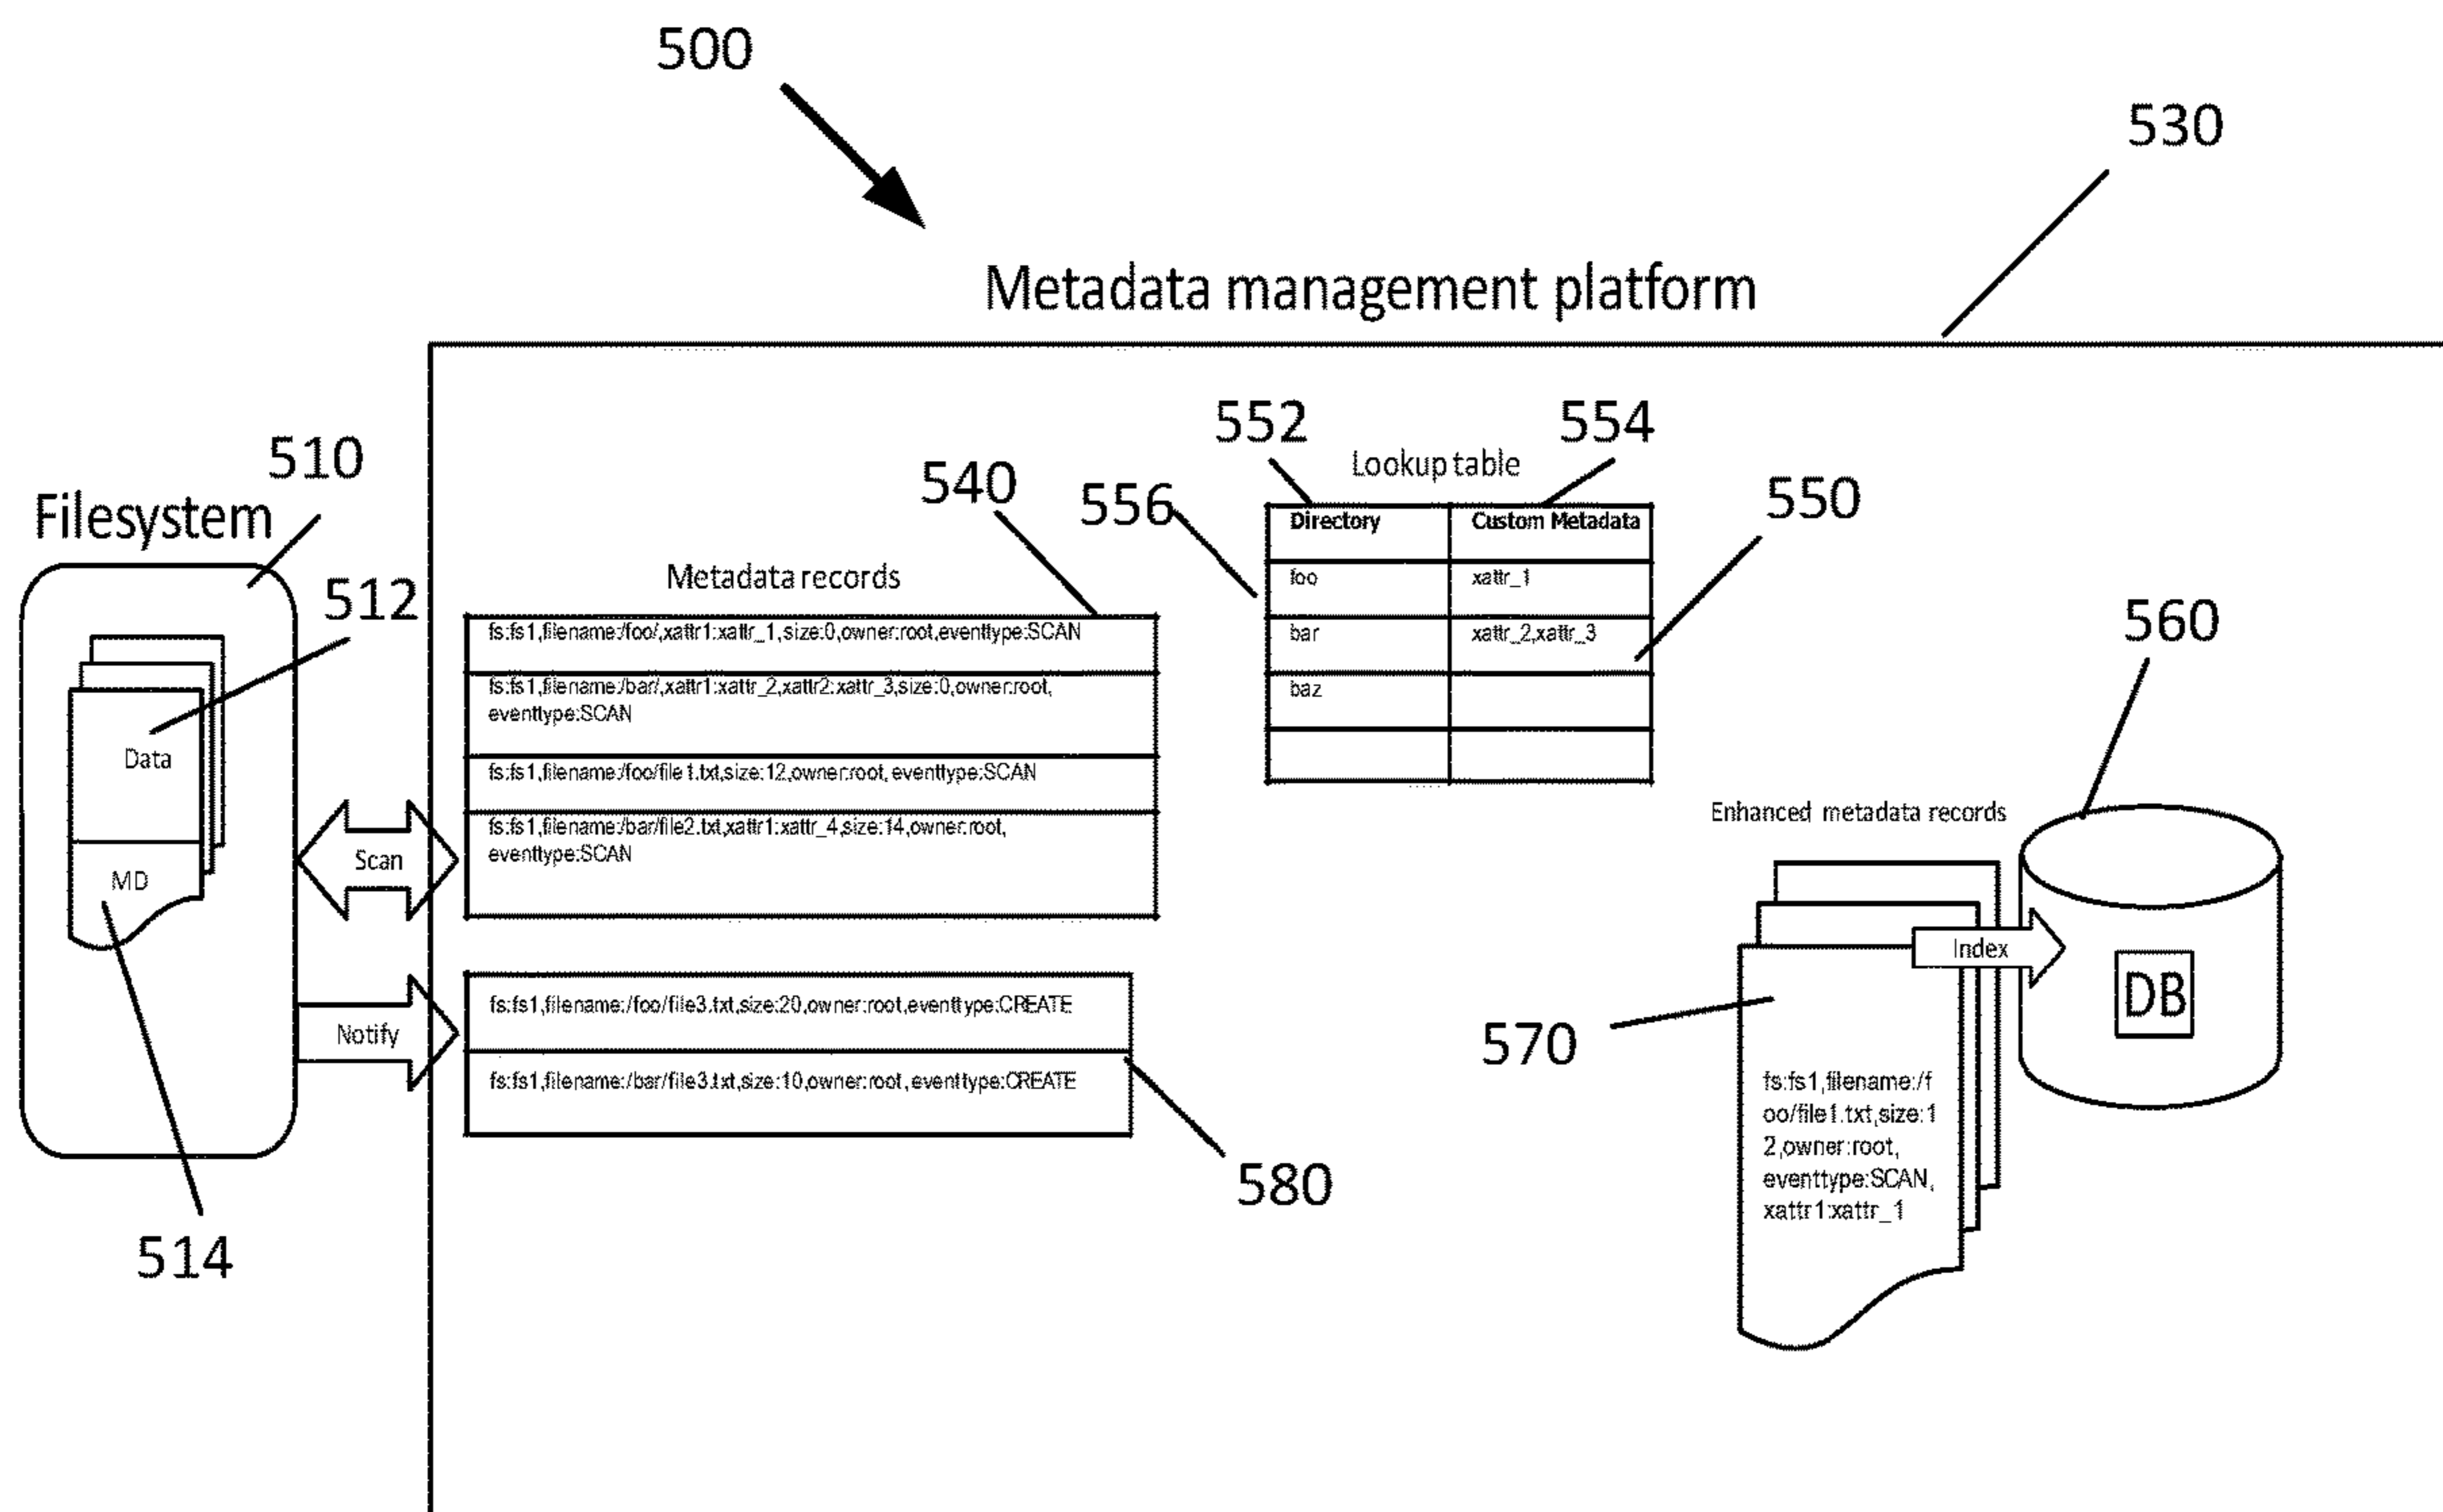 500
530
Metadata management platform
510
Filesystem
512
Data
MD
514
Scan
Notify
540
Metadata records
fs:fs1,filename:/foo/,xattr1:xattr_1,size:0,owner:root,eventtype:SCAN
fs:fs1,filename:/bar/,xattr1:xattr_2,xattr2:xattr_3,size:0,owner:root,
eventtype:SCAN
fs:fs1,filename:/foo/file1.txt,size:12,owner:root, eventtype:SCAN
fs:fs1,filename:/bar/file2.txt,xattr1:xattr_4,size:14,owner:root,
eventtype:SCAN
fs:fs1,filename:/foo/file3.txt,size:20,owner:root,eventtype:CREATE
fs:fs1,filename:/bar/file3.txt,size:10,owner:root, eventtype:CREATE
580
552
554
Lookup table
556
550
Directory Custom Metadata
foo xattr_1
bar xattr_2,xattr_3
baz
560
Enhanced metadata records
Index
DB
570
fs:fs1,filename:/f
oo/file1.txt,size:1
2,owner:root,
eventtype:SCAN,
xattr1:xattr_1